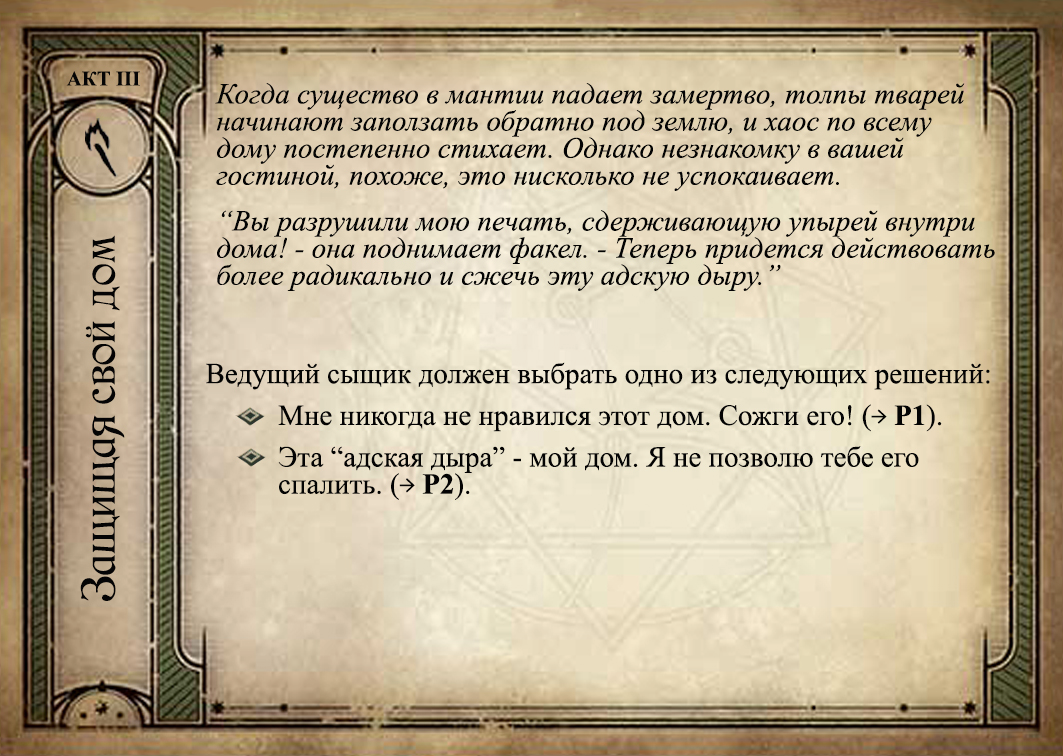 АКТ III
Защищая свой дом
Когда существо в мантии падает замертво, толпы тварей
начинают заползать обратно под землю, и хаос по всему
дому постепенно стихает. Однако незнакомку в вашей
гостиной, похоже, это нисколько не успокаивает.
“Вы разрушили мою печать, сдерживающую упырей внутри
дома! - она поднимает факел. - Теперь придется действовать
более радикально и сжечь эту адскую дыру.”
Ведущий сыщик должен выбрать одно из следующих решений:
Мне никогда не нравился этот дом. Сожги его! (→ Р1).
Эта “адская дыра” - мой дом. Я не позволю тебе его
спалить. (→ Р2).